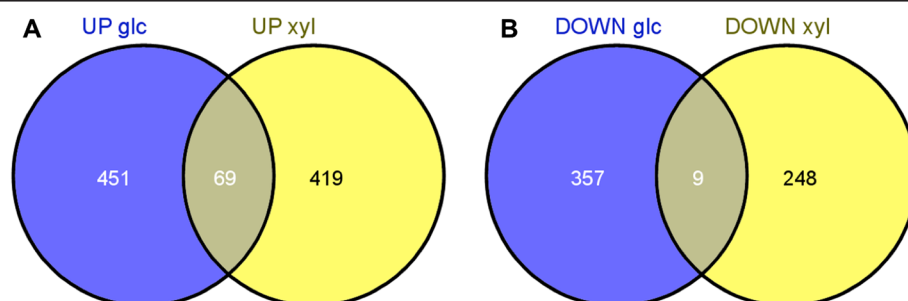 A UP glc UP xyl B DOWN glc DOWN xyl
451 69 419 357 9 248